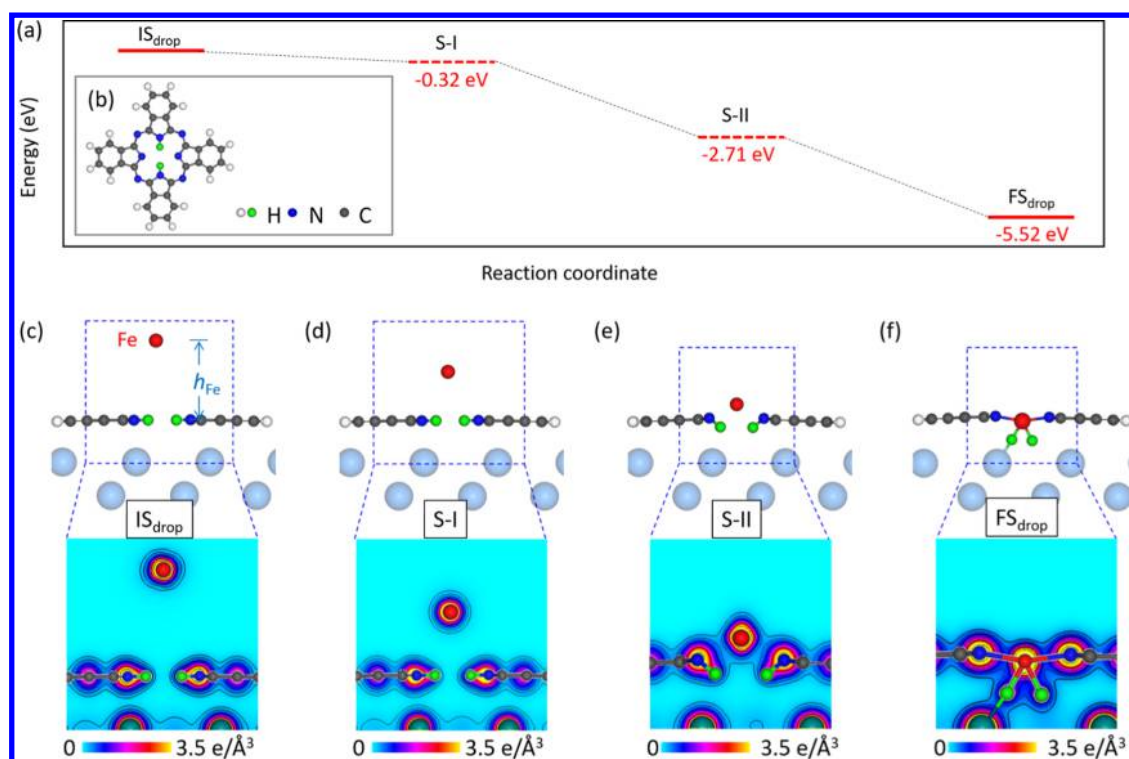 (a)
IS_drop
S-I
-0.32 eV
S-II
-2.71 eV
FS_drop
-5.52 eV
Energy (eV)
(b)
H N C
Reaction coordinate
(c) (d) (e) (f)
Fe
h_Fe
IS_drop S-I S-II FS_drop
0 3.5 e/Å³ 0 3.5 e/Å³ 0 3.5 e/Å³ 0 3.5 e/Å³